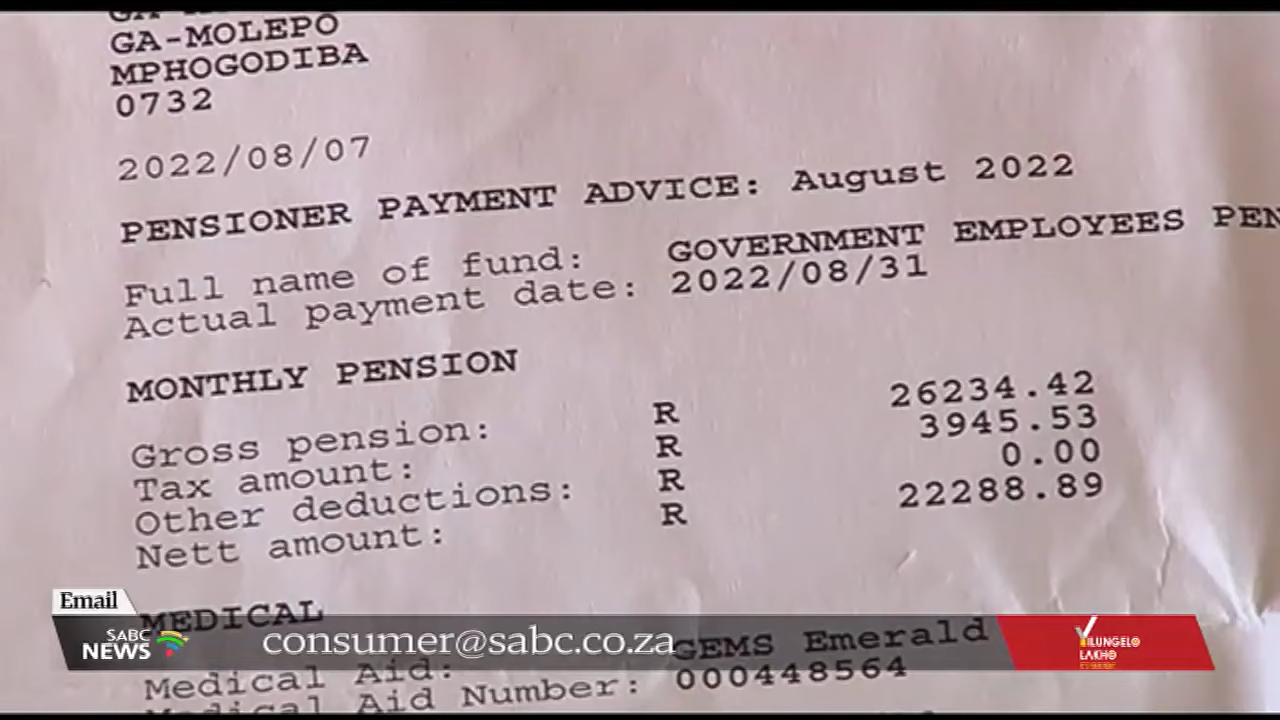 GA-MOLEPO
MPHOGODIBA
0732
2022/08/07
PENSIONER PAYMENT ADVICE: August 2022
Full name of fund: GOVERNMENT EMPLOYEES PEN
Actual payment date: 2022/08/31
MONTHLY PENSION
Gross pension: R 26234.42
Tax amount: R 3945.53
Other deductions: R 0.00
Nett amount: R 22288.89
MEDICAL
Medical Aid: GEMS Emerald
Medical Aid Number: 000448564
Email
SABC NEWS
consumer@sabc.co.za
YILUNGELO
LAKHO